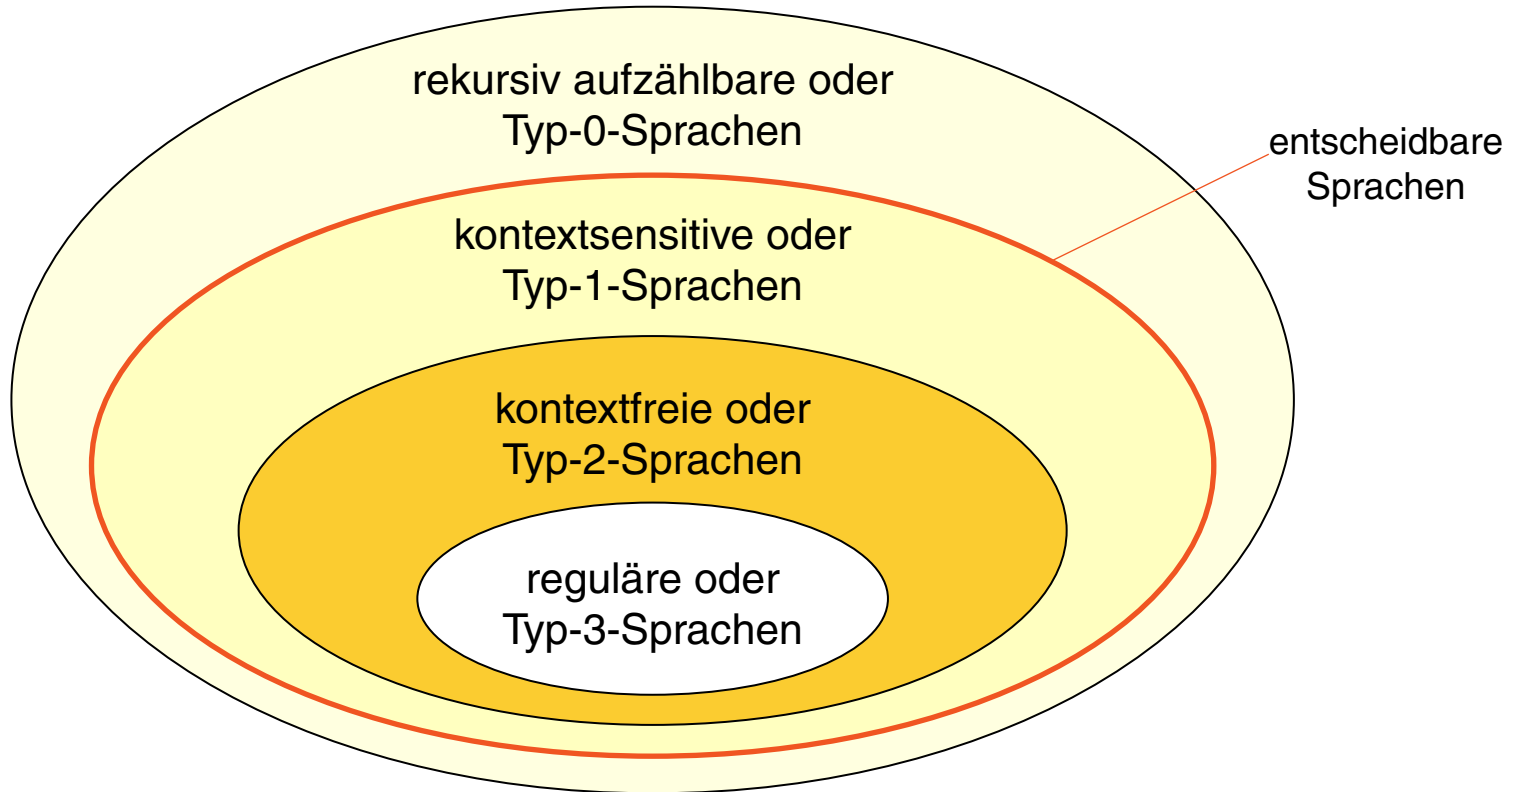 rekursiv aufzählbare oder
Typ-0-Sprachen
entscheidbare
Sprachen
kontextsensitive oder
Typ-1-Sprachen
kontextfreie oder
Typ-2-Sprachen
reguläre oder
Typ-3-Sprachen